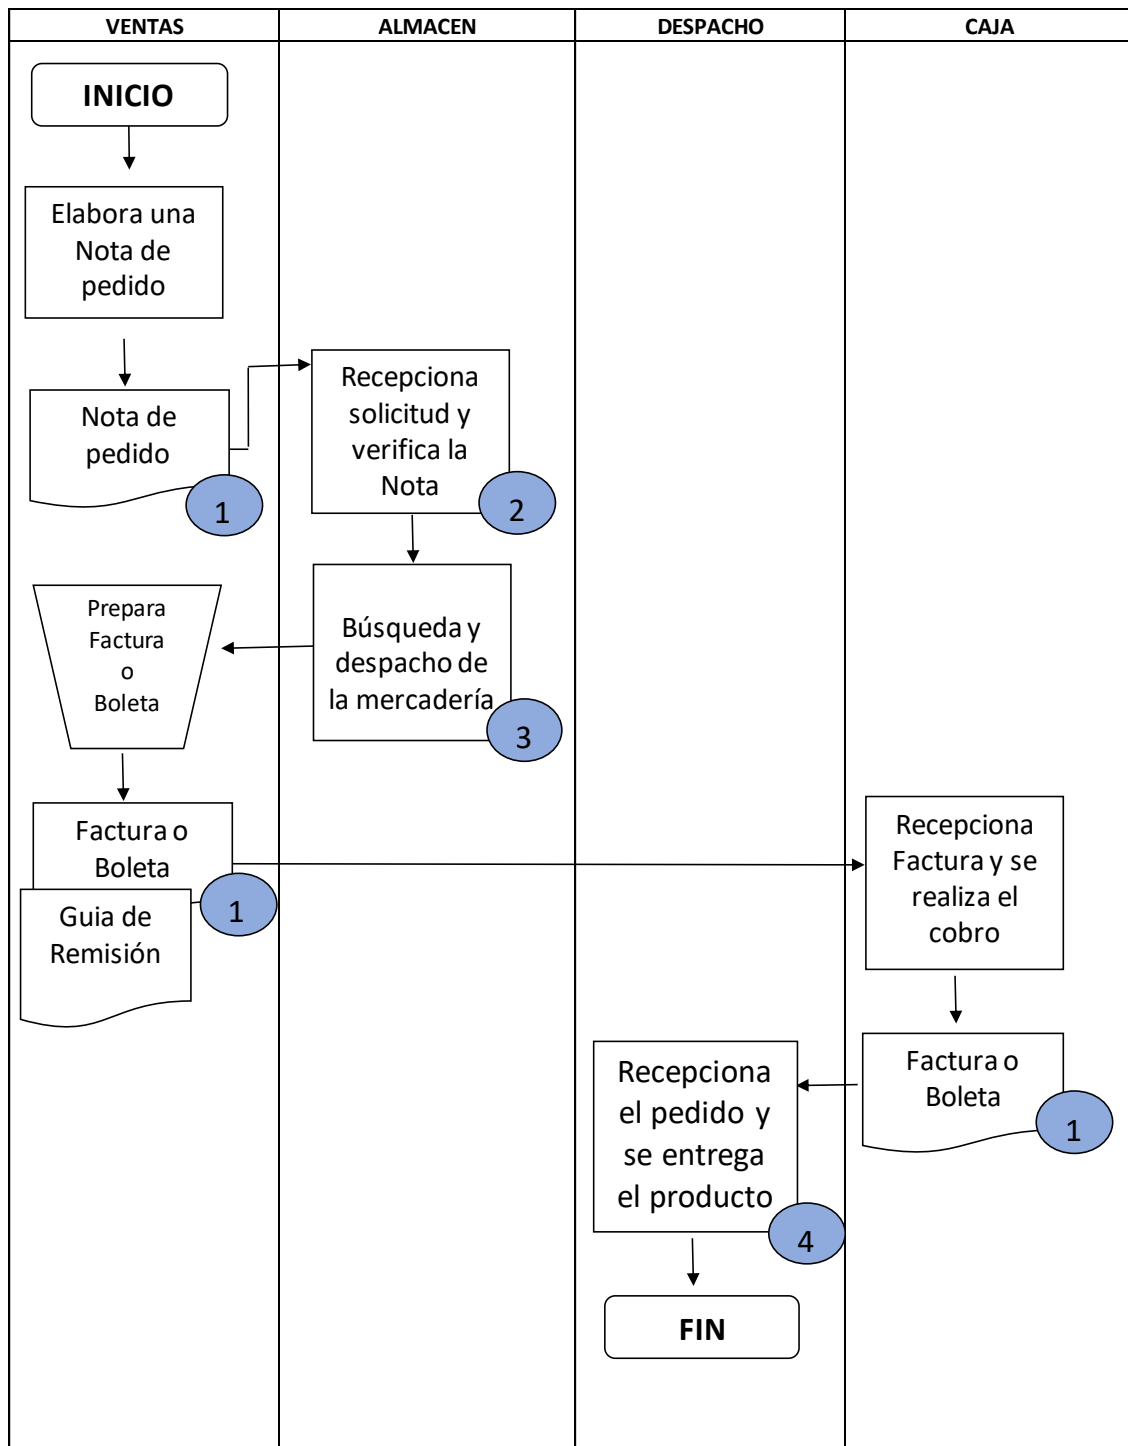 VENTAS
ALMACEN
DESPACHO
CAJA
INICIO
Elabora una
Nota de
pedido
Nota de
pedido
1
Recepciona
solicitud y
verifica la
Nota
2
Búsqueda y
despacho de
la mercadería
3
Prepara
Factura
o
Boleta
Factura o
Boleta
1
Guia de
Remisión
Recepciona
Factura y se
realiza el
cobro
Factura o
Boleta
1
Recepciona
el pedido y
se entrega
el producto
4
FIN